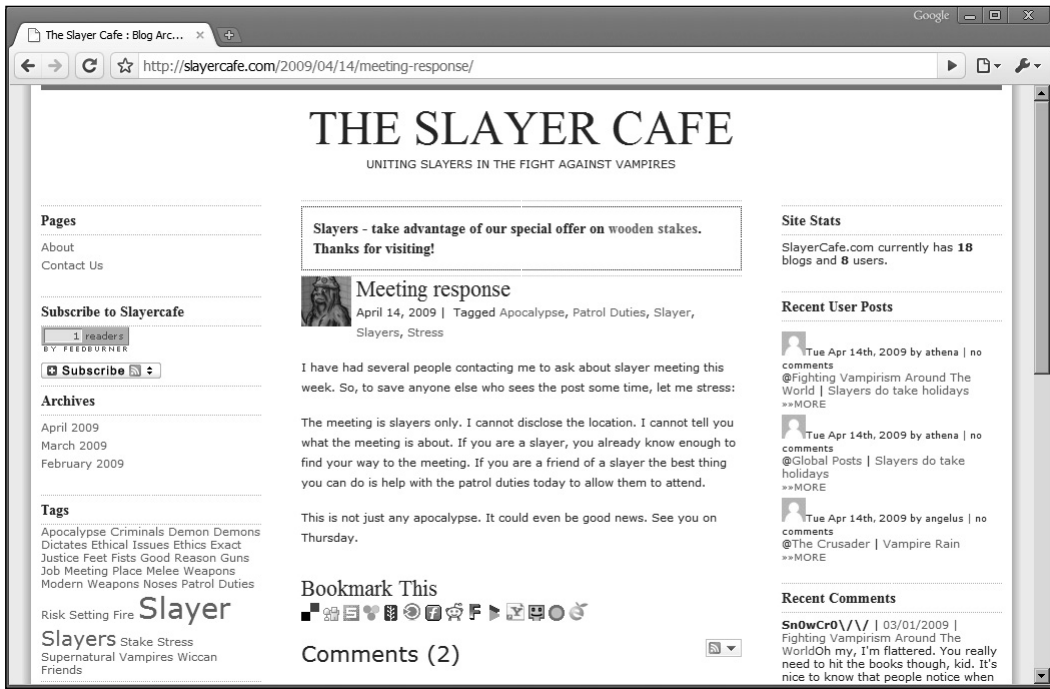 Google
The Slayer Cafe : Blog Arc...
http://slayercafe.com/2009/04/14/meeting-response/
THE SLAYER CAFE
UNITING SLAYERS IN THE FIGHT AGAINST VAMPIRES
Pages
About
Contact Us
Subscribe to Slayercafe
1 readers
BY FEEDBURNER
Subscribe
Archives
April 2009
March 2009
February 2009
Tags
Apocalypse Criminals Demon Demons
Dictates Ethical Issues Ethics Exact
Justice Feet Fists Good Reason Guns
Job Meeting Place Melee Weapons
Modern Weapons Noses Patrol Duties
Risk Setting Fire Slayer
Slayers Stake Stress
Supernatural Vampires Wiccan
Friends
Slayers - take advantage of our special offer on wooden stakes.
Thanks for visiting!
Meeting response
April 14, 2009 | Tagged Apocalypse, Patrol Duties, Slayer,
Slayers, Stress
I have had several people contacting me to ask about slayer meeting this
week. So, to save anyone else who sees the post some time, let me stress:
The meeting is slayers only. I cannot disclose the location. I cannot tell you
what the meeting is about. If you are a slayer, you already know enough to
find your way to the meeting. If you are a friend of a slayer the best thing
you can do is help with the patrol duties today to allow them to attend.
This is not just any apocalypse. It could even be good news. See you on
Thursday.
Bookmark This
Comments (2)
Site Stats
SlayerCafe.com currently has 18
blogs and 8 users.
Recent User Posts
Tue Apr 14th, 2009 by athena | no
comments
@Fighting Vampirism Around The
World | Slayers do take holidays
»»MORE
Tue Apr 14th, 2009 by athena | no
comments
@Global Posts | Slayers do take
holidays
»»MORE
Tue Apr 14th, 2009 by angelus | no
comments
@The Crusader | Vampire Rain
»»MORE
Recent Comments
Sn0wCr0\/\/ | 03/01/2009 |
Fighting Vampirism Around The
WorldOh my, I'm flattered. You really
need to hit the books though, kid. It's
nice to know that people notice when